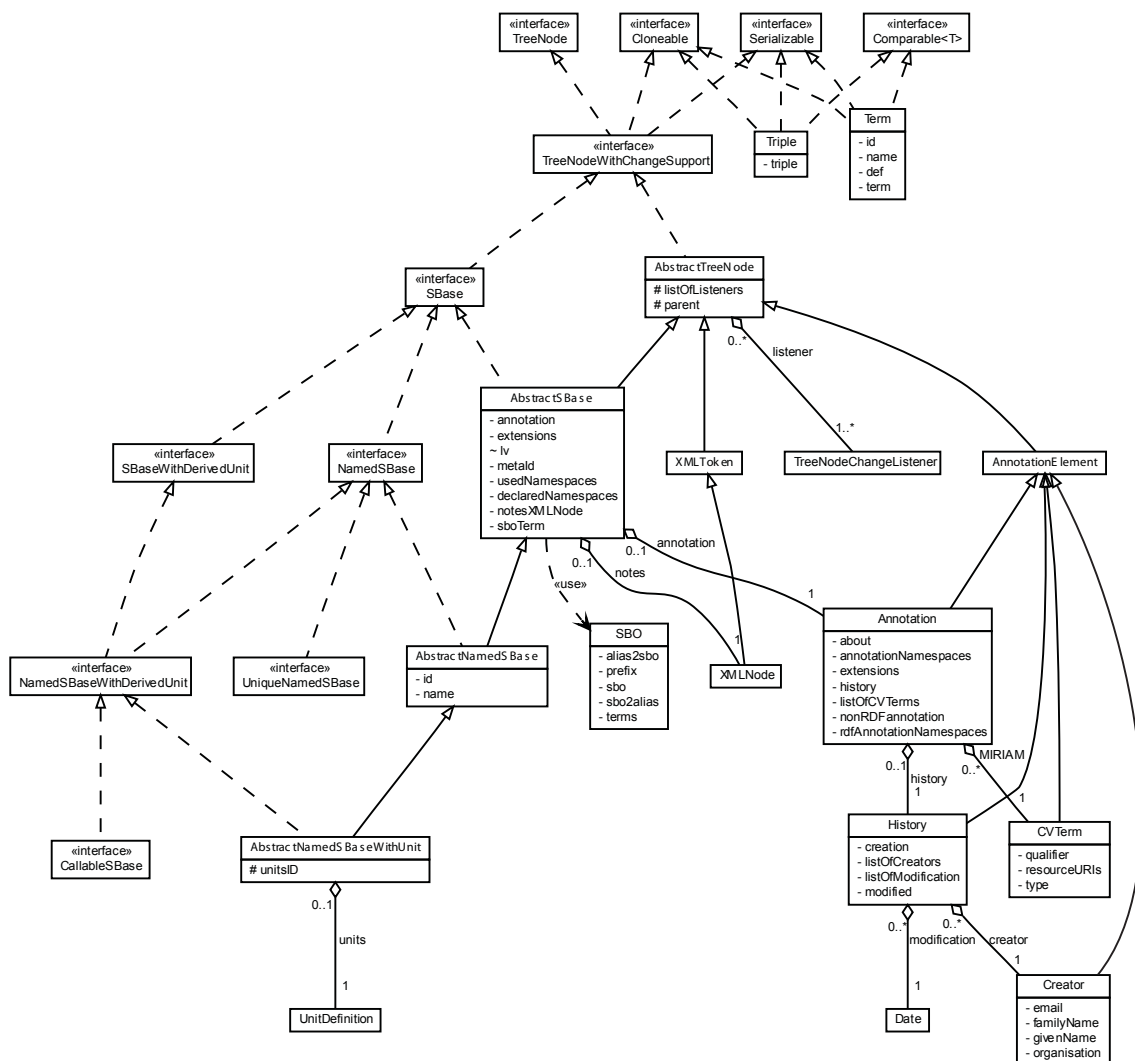 «interface»
TreeNode
«interface»
Cloneable
«interface»
Serializable
«interface»
Comparable<T>
Term
- id
- name
- def
- term
Triple
- triple
«interface»
TreeNodeWithChangeSupport
AbstractTreeNode
# listOfListeners
# parent
«interface»
SBase
0..*
listener
1..*
AbstractSBase
- annotation
- extensions
~ lv
- metaId
- usedNamespaces
- declaredNamespaces
- notesXMLNode
- sboTerm
«interface»
SBaseWithDerivedUnit
«interface»
NamedSBase
XMLToken
TreeNodeChangeListener
AnnotationElement
0..1
annotation
1
0..1
notes
1
«use»
SBO
- alias2sbo
- prefix
- sbo
- sbo2alias
- terms
XMLNode
Annotation
- about
- annotationNamespaces
- extensions
- history
- listOfCVTerms
- nonRDFannotation
- rdfAnnotationNamespaces
«interface»
NamedSBaseWithDerivedUnit
«interface»
UniqueNamedSBase
AbstractNamedSBase
- id
- name
0..1
history
1
0..*
MIRIAM
1
«interface»
CallableSBase
AbstractNamedSBaseWithUnit
# unitsID
History
- creation
- listOfCreators
- listOfModification
- modified
CVTerm
- qualifier
- resourceURIs
- type
0..1
units
1
0..*
modification
1
0..*
creator
1
UnitDefinition
Date
Creator
- email
- familyName
- givenName
- organisation